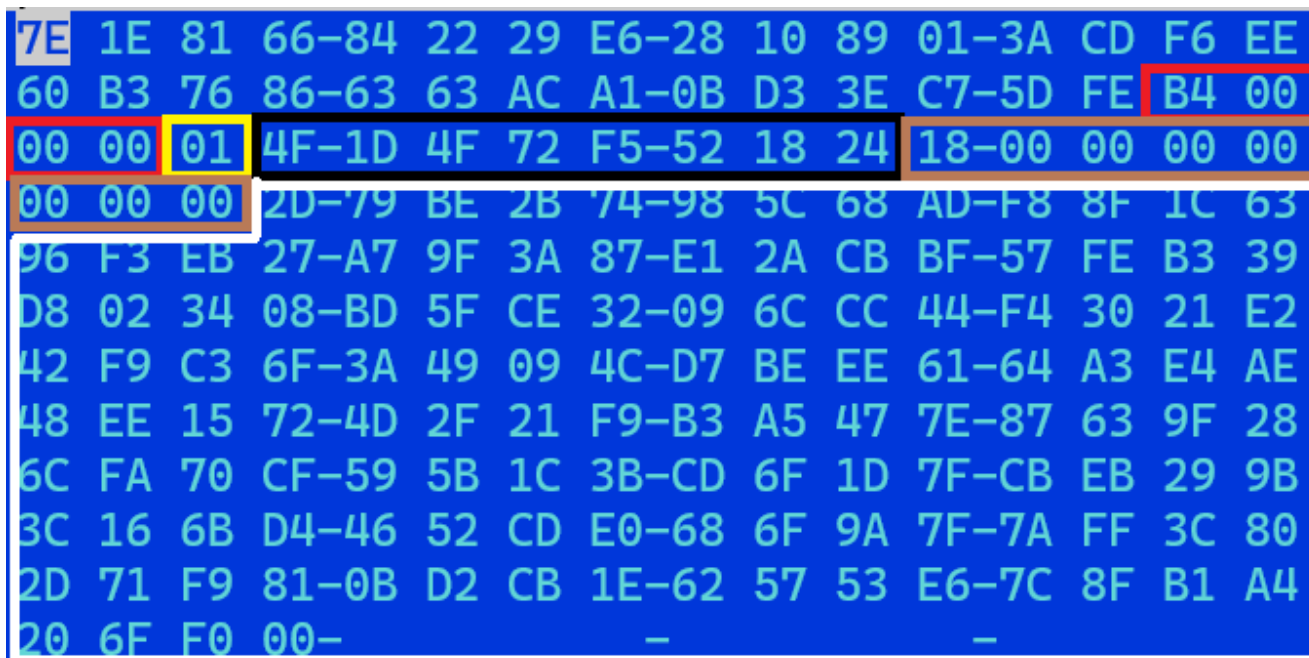 7E 1E 81 66-84 22 29 E6-28 10 89 01-3A CD F6 EE
60 B3 76 86-63 63 AC A1-0B D3 3E C7-5D FE B4 00
00 00 01 4F-1D 4F 72 F5-52 18 24 18-00 00 00 00
00 00 00 2D-79 BE 2B 74-98 5C 68 AD-F8 8F 1C 63
96 F3 EB 27-A7 9F 3A 87-E1 2A CB BF-57 FE B3 39
D8 02 34 08-BD 5F CE 32-09 6C CC 44-F4 30 21 E2
42 F9 C3 6F-3A 49 09 4C-D7 BE EE 61-64 A3 E4 AE
48 EE 15 72-4D 2F 21 F9-B3 A5 47 7E-87 63 9F 28
6C FA 70 CF-59 5B 1C 3B-CD 6F 1D 7F-CB EB 29 9B
3C 16 6B D4-46 52 CD E0-68 6F 9A 7F-7A FF 3C 80
2D 71 F9 81-0B D2 CB 1E-62 57 53 E6-7C 8F B1 A4
20 6F F0 00- - -